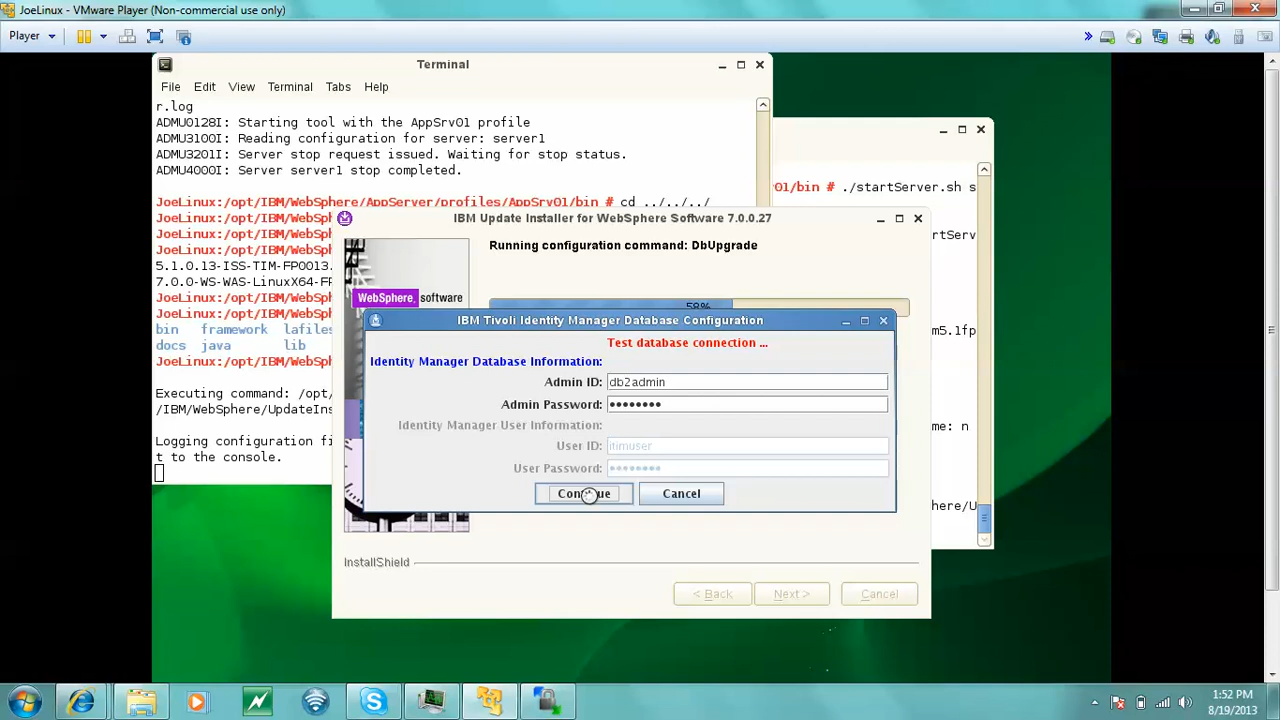 JoeLinux - VMware Player (Non-commercial use only)
Player
Terminal
File Edit View Terminal Tabs Help
r.log
ADMU0128I: Starting tool with the AppSrv01 profile
ADMU3100I: Reading configuration for server: server1
ADMU3201I: Server stop request issued. Waiting for stop status.
ADMU4000I: Server server1 stop completed.
JoeLinux:/opt/IBM/WebSphere/AppServer/profiles/AppSrv01/bin # cd ../../../
JoeLinux:/opt/IBM/WebSph
JoeLinux:/opt/IBM/WebSph
JoeLinux:/opt/IBM/WebSph
5.1.0.13-ISS-TIM-FP0013.
7.0.0-WS-WAS-LinuxX64-FP
JoeLinux:/opt/IBM/WebSph
JoeLinux:/opt/IBM/WebSph
bin framework lafiles
docs java lib
JoeLinux:/opt/IBM/WebSph
Executing command: /opt/
/IBM/WebSphere/UpdateIns
Logging configuration fi
t to the console.
01/bin # ./startServer.sh s
rtServ
m5.1fp
me: n
here/U
IBM Update Installer for WebSphere Software 7.0.0.27
Running configuration command: DbUpgrade
58%
WebSphere. software
IBM Tivoli Identity Manager Database Configuration
Test database connection ...
Identity Manager Database Information:
Admin ID: db2admin
Admin Password: ••••••••
Identity Manager User Information:
User ID: itimuser
User Password: ••••••••
Continue Cancel
InstallShield
< Back Next > Cancel
1:52 PM
8/19/2013